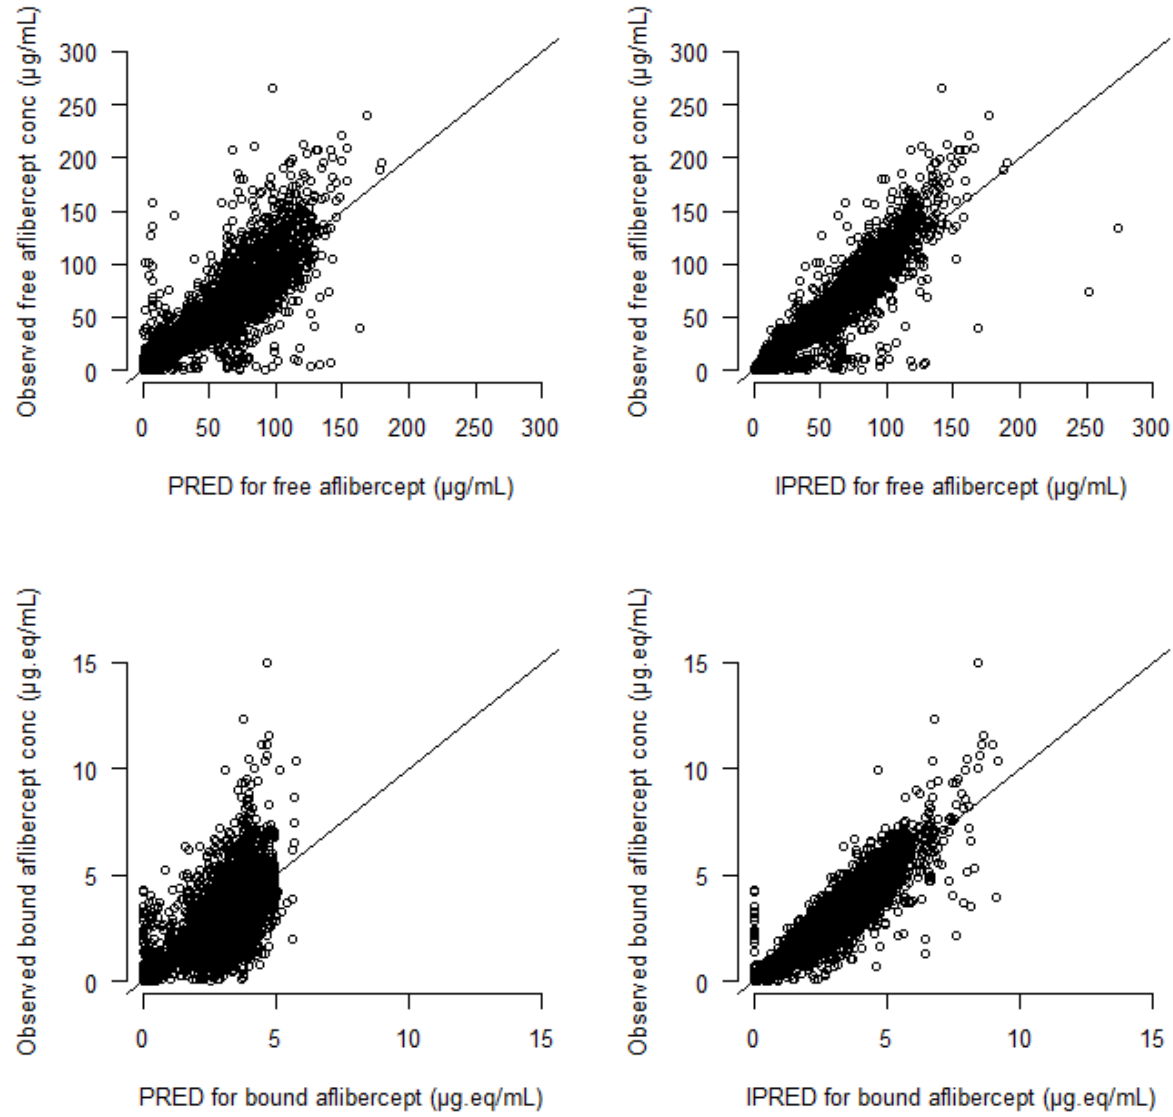 Observed free aflibercept conc (µg/mL)
300
250
200
150
100
50
0
0 50 100 150 200 250 300
PRED for free aflibercept (µg/mL)
Observed free aflibercept conc (µg/mL)
300
250
200
150
100
50
0
0 50 100 150 200 250 300
IPRED for free aflibercept (µg/mL)
Observed bound aflibercept conc (µg.eq/mL)
15
10
5
0
0 5 10 15
PRED for bound aflibercept (µg.eq/mL)
Observed bound aflibercept conc (µg.eq/mL)
15
10
5
0
0 5 10 15
IPRED for bound aflibercept (µg.eq/mL)